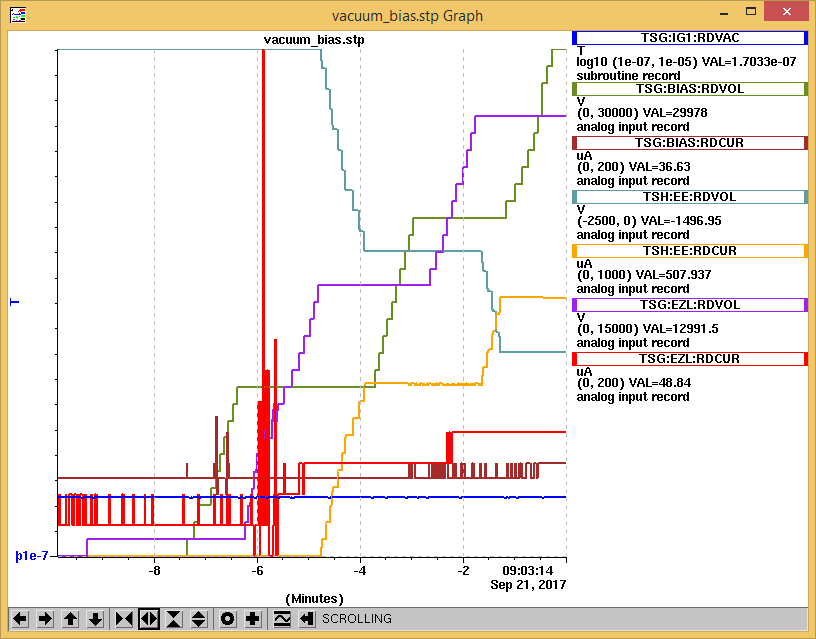 vacuum_bias.stp Graph
vacuum_bias.stp
TSG:IG1:RDVAC
T
log10 (1e-07, 1e-05) VAL=1.7033e-07
subroutine record
TSG:BIAS:RDVOL
V
(0, 30000) VAL=29978
analog input record
TSG:BIAS:RDCUR
uA
(0, 200) VAL=36.63
analog input record
TSH:EE:RDVOL
V
(-2500, 0) VAL=-1496.95
analog input record
TSH:EE:RDCUR
uA
(0, 1000) VAL=507.937
analog input record
TSG:EZL:RDVOL
V
(0, 15000) VAL=12991.5
analog input record
TSG:EZL:RDCUR
uA
(0, 200) VAL=48.84
analog input record
T
1e-7
-8
-6
-4
-2
09:03:14
Sep 21, 2017
(Minutes)
SCROLLING